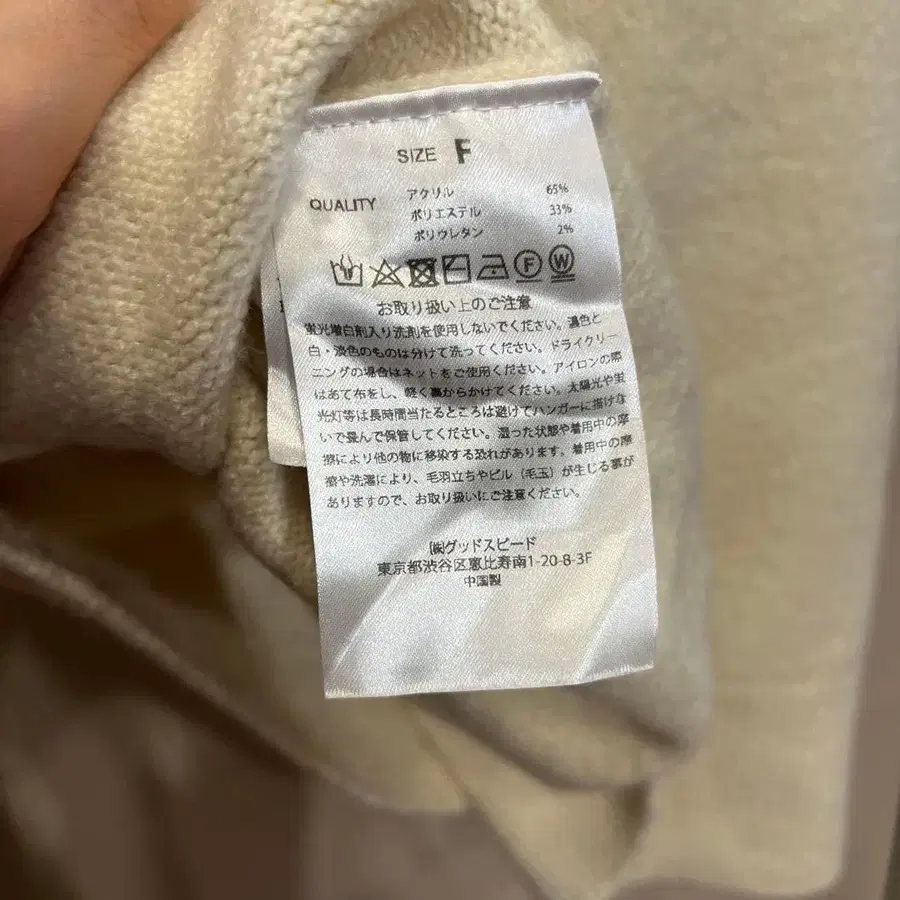 SIZE F
QUALITY アクリル 65%
ポリエステル 33%
ポリウレタン 2%
F W
お取り扱い上のご注意
蛍光増白剤入り洗剤を使用しないでください。濃色と
白・淡色のものは分けて洗ってください。ドライクリー
ニングの場合はネットをご使用ください。アイロンの際
はあて布をし、軽く裏からかけてください。太陽光や蛍
光灯等は長時間当たるところは避けてハンガーに掛けな
いで畳んで保管してください。湿った状態や着用中の摩
擦により他の物に移染する恐れがあります。着用中の摩
擦や洗濯により、毛羽立ちやピル（毛玉）が生じる事が
ありますので、お取り扱いにご注意ください。
㈱グッドスピード
東京都渋谷区恵比寿南1-20-8-3F
中国製